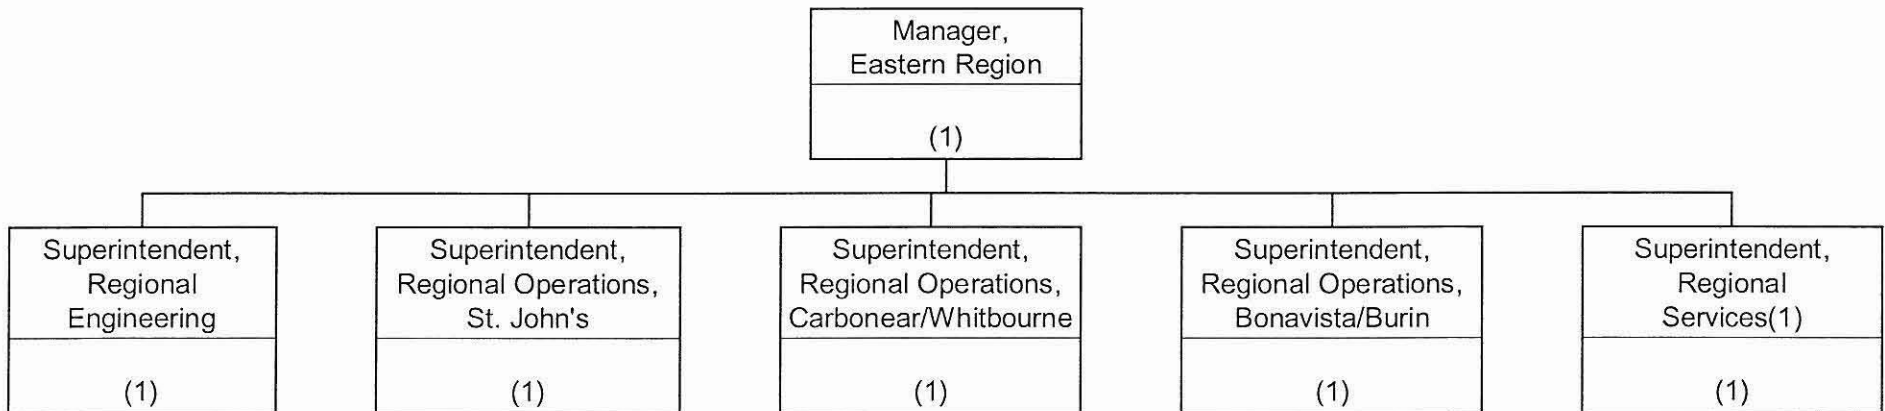 Manager,
Eastern Region
(1)
Superintendent,
Regional
Engineering
(1)
Superintendent,
Regional Operations,
St. John's
(1)
Superintendent,
Regional Operations,
Carbonear/Whitbourne
(1)
Superintendent,
Regional Operations,
Bonavista/Burin
(1)
Superintendent,
Regional
Services(1)
(1)